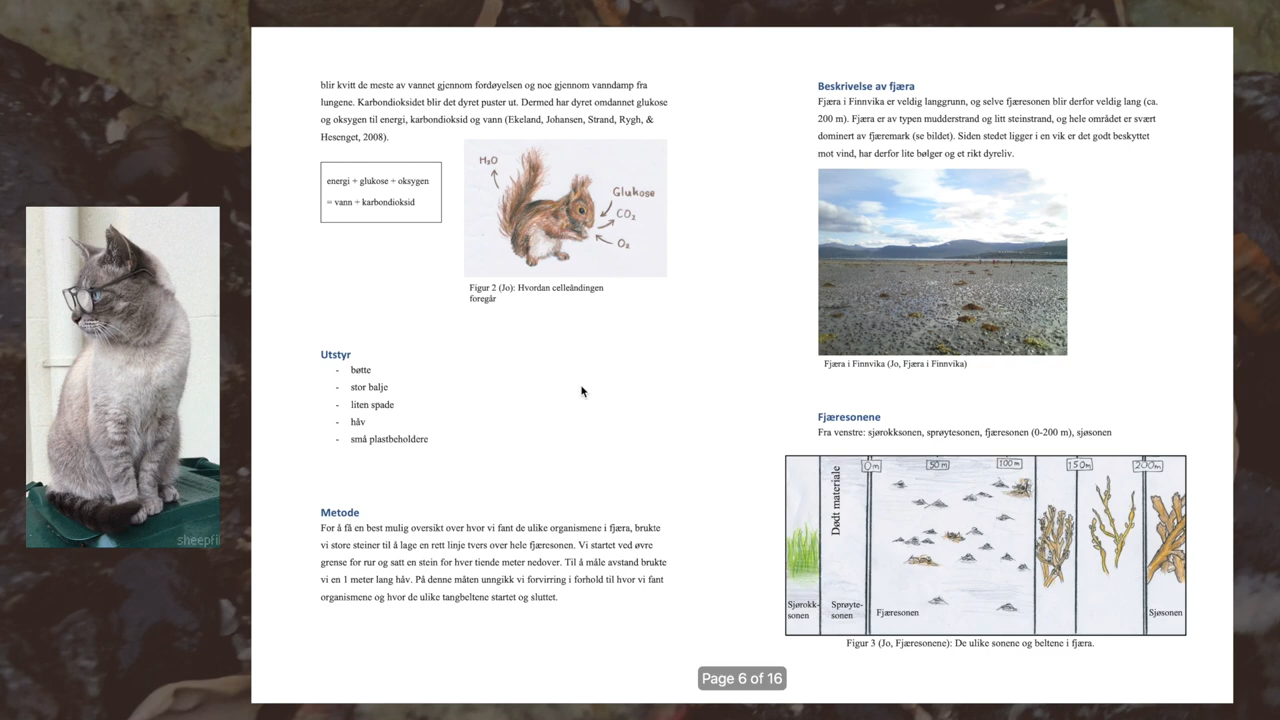 blir kvitt de meste av vannet gjennom fordøyelsen og noe gjennom vanndamp fra
lungene. Karbondioksidet blir det dyret puster ut. Dermed har dyret omdannet glukose
og oksygen til energi, karbondioksid og vann (Ekeland, Johansen, Strand, Rygh, &
Hesenget, 2008).
energi + glukose + oksygen
= vann + karbondioksid
H₂O
Glukose
CO₂
O₂
Figur 2 (Jo): Hvordan celleåndingen
foregår
Utstyr
- bøtte
- stor balje
- liten spade
- håv
- små plastbeholdere
Metode
For å få en best mulig oversikt over hvor vi fant de ulike organismene i fjæra, brukte
vi store steiner til å lage en rett linje tvers over hele fjæresonen. Vi startet ved øvre
grense for rur og satt en stein for hver tiende meter nedover. Til å måle avstand brukte
vi en 1 meter lang håv. På denne måten unngikk vi forvirring i forhold til hvor vi fant
organismene og hvor de ulike tangbeltene startet og sluttet.
Beskrivelse av fjæra
Fjæra i Finnvika er veldig langgrunn, og selve fjæresonen blir derfor veldig lang (ca.
200 m). Fjæra er av typen mudderstrand og litt steinstrand, og hele området er svært
dominert av fjæremark (se bildet). Siden stedet ligger i en vik er det godt beskyttet
mot vind, har derfor lite bølger og et rikt dyreliv.
Fjæra i Finnvika (Jo, Fjæra i Finnvika)
Fjæresonene
Fra venstre: sjørokksonen, sprøytesonen, fjæresonen (0-200 m), sjøsonen
0m
50m
100m
150m
200m
Dødt materiale
Sjørokk-
sonen
Sprøyte-
sonen
Fjæresonen
Sjøsonen
Figur 3 (Jo, Fjæresonene): De ulike sonene og beltene i fjæra.
Page 6 of 16
sheepfi